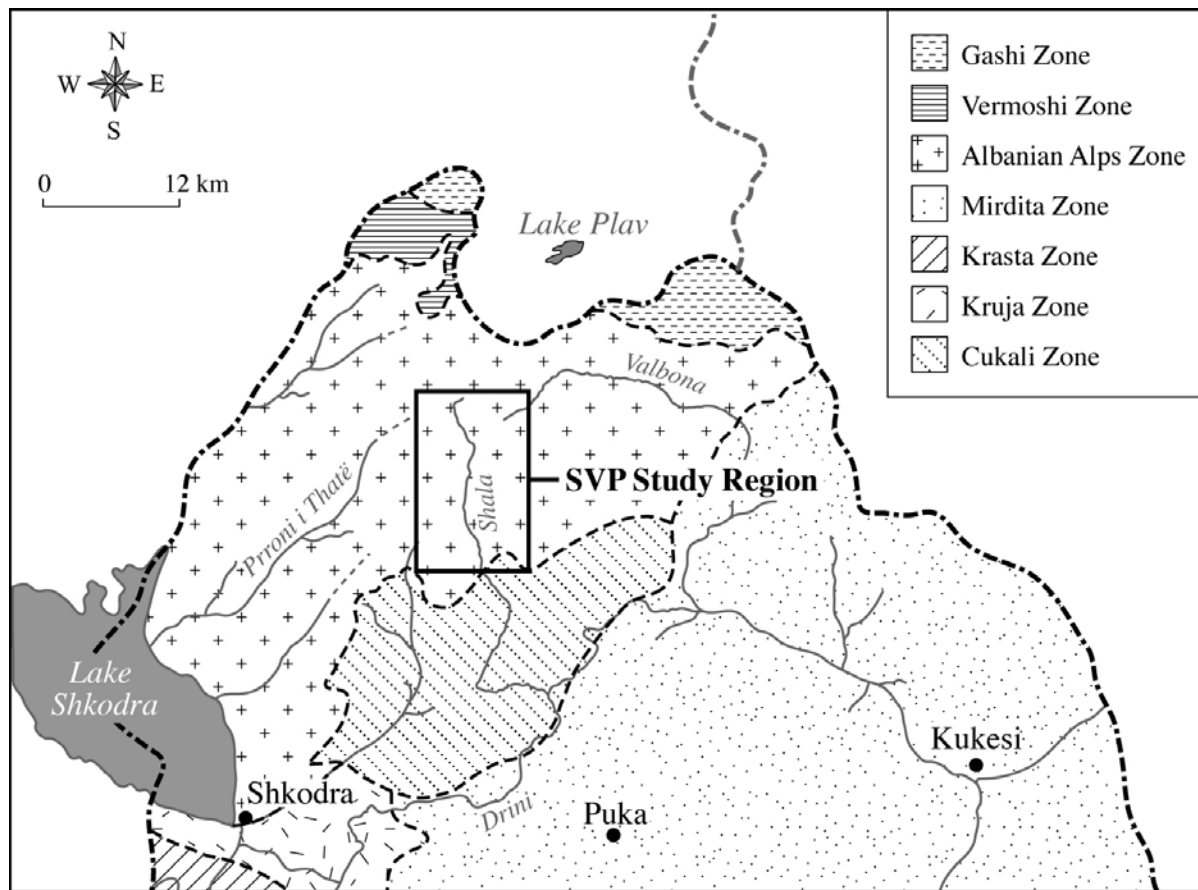 N
W E
S
0 12 km
Gashi Zone
Vermoshi Zone
Albanian Alps Zone
Mirdita Zone
Krasta Zone
Kruja Zone
Cukali Zone
Lake Plav
Valbona
SVP Study Region
Shala
Prroni i Thatë
Lake
Shkodra
Shkodra
Drini
Puka
Kukesi